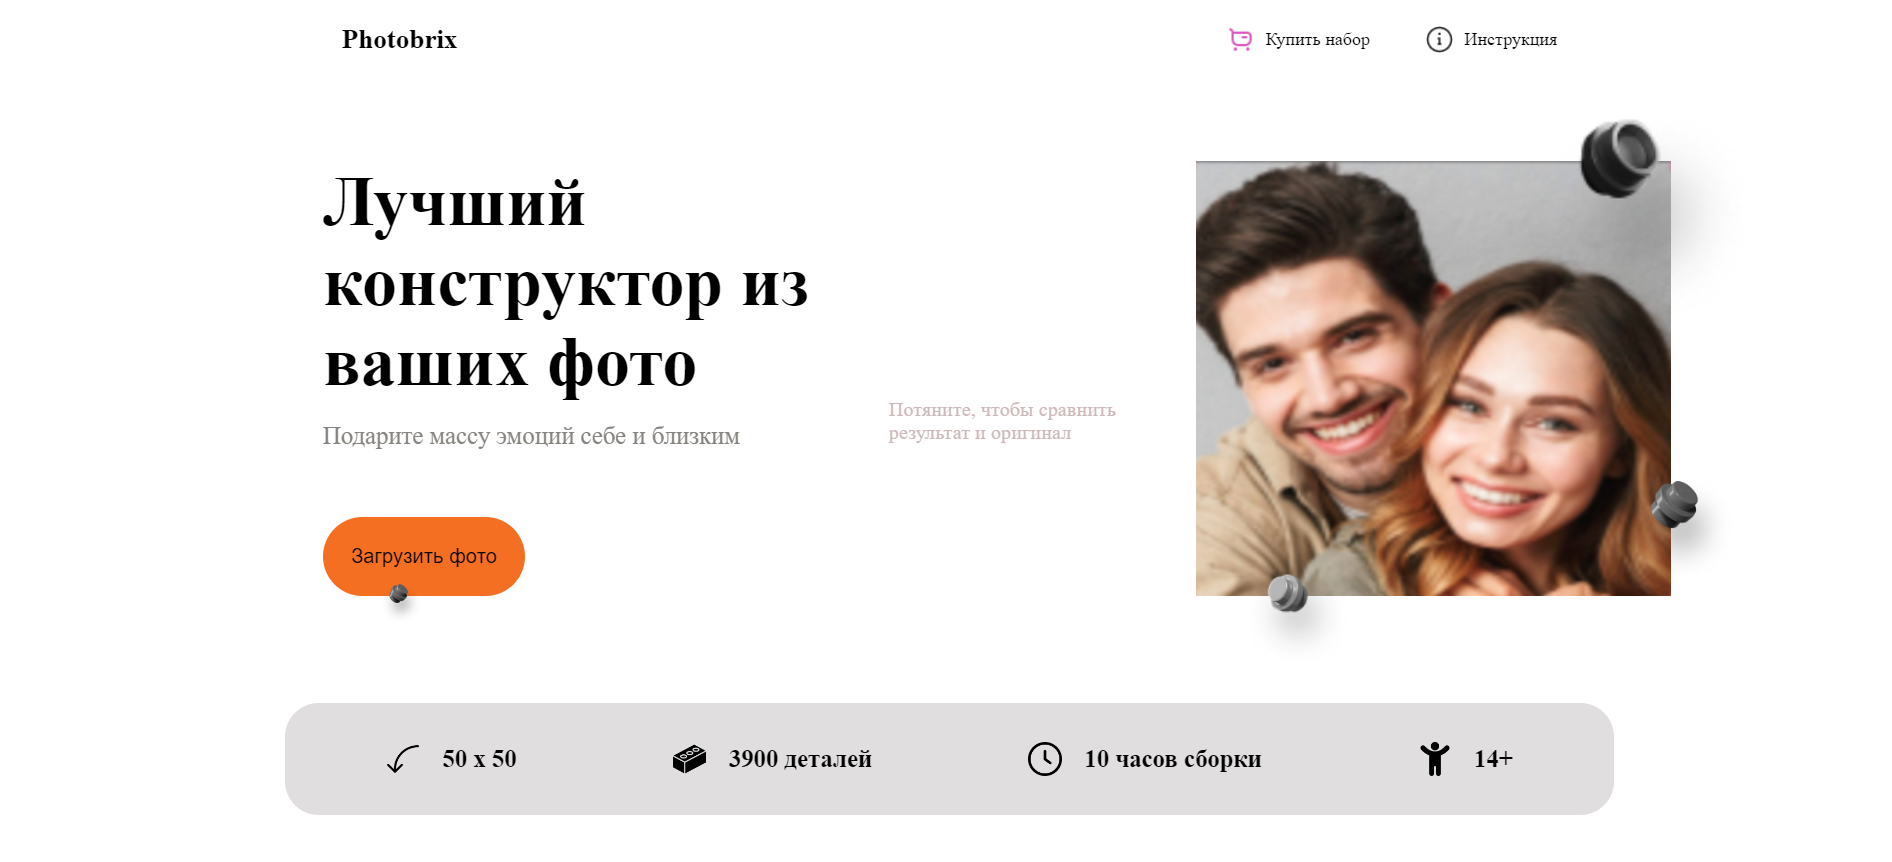 Photobrix
Купить набор
Инструкция
Лучший
конструктор из
ваших фото
Подарите массу эмоций себе и близким
Потяните, чтобы сравнить
результат и оригинал
Загрузить фото
50 x 50
3900 деталей
10 часов сборки
14+